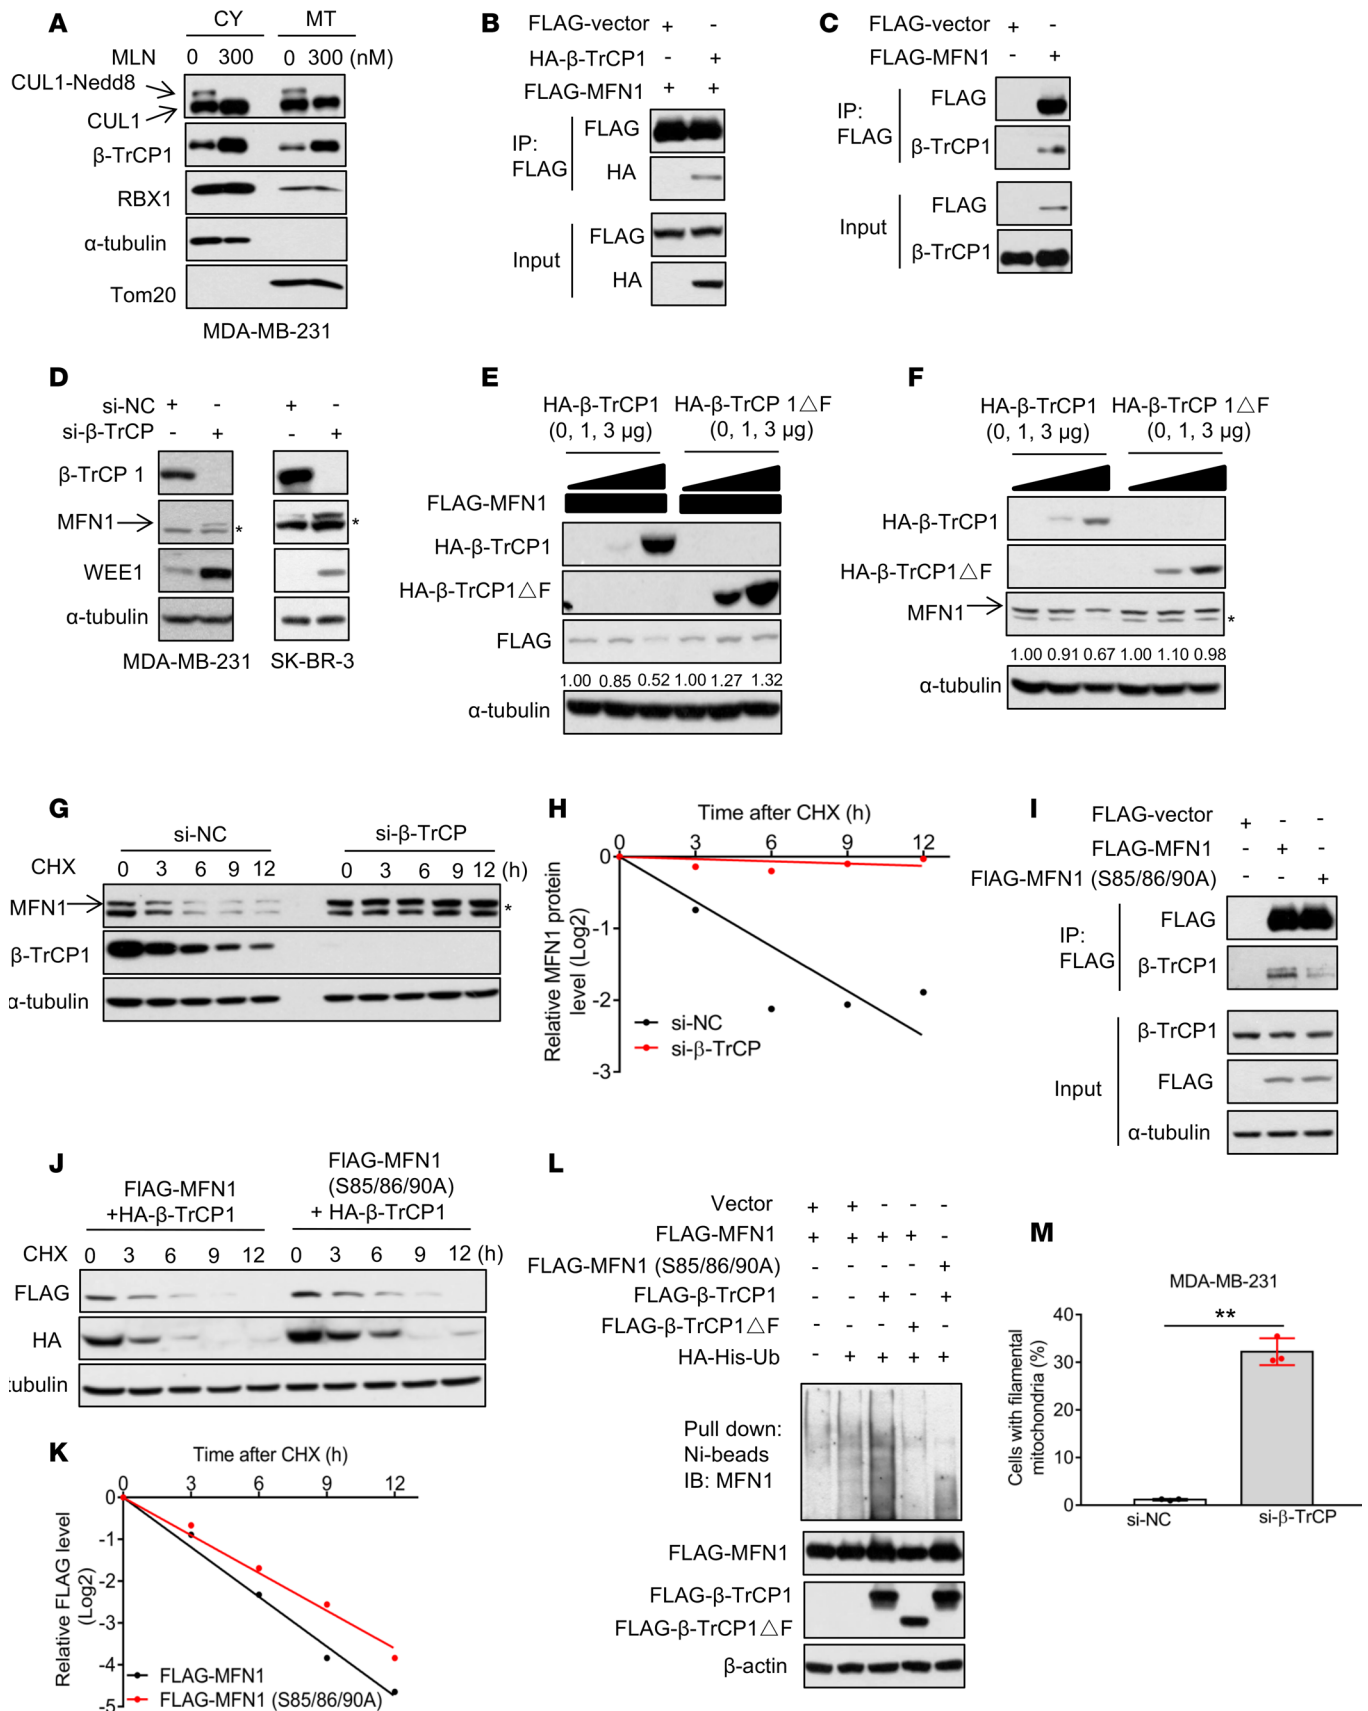 A
CY MT
MLN 0 300 0 300 (nM)
CUL1-Nedd8
CUL1
β-TrCP1
RBX1
α-tubulin
Tom20
MDA-MB-231
B
FLAG-vector + -
HA-β-TrCP1 - +
FLAG-MFN1 + +
IP:
FLAG
FLAG
HA
Input
FLAG
HA
C
FLAG-vector + -
FLAG-MFN1 - +
IP:
FLAG
FLAG
β-TrCP1
Input
FLAG
β-TrCP1
D
si-NC + - + -
si-β-TrCP - + - +
β-TrCP 1
MFN1 * *
WEE1
α-tubulin
MDA-MB-231 SK-BR-3
E
HA-β-TrCP1 HA-β-TrCP 1△F
(0, 1, 3 µg) (0, 1, 3 µg)
FLAG-MFN1
HA-β-TrCP1
HA-β-TrCP1△F
FLAG
1.00 0.85 0.52 1.00 1.27 1.32
α-tubulin
F
HA-β-TrCP1 HA-β-TrCP 1△F
(0, 1, 3 µg) (0, 1, 3 µg)
HA-β-TrCP1
HA-β-TrCP1△F
MFN1 *
1.00 0.91 0.67 1.00 1.10 0.98
α-tubulin
G
si-NC si-β-TrCP
CHX 0 3 6 9 12 0 3 6 9 12 (h)
MFN1 *
β-TrCP1
α-tubulin
H
Time after CHX (h)
0 3 6 9 12
0
-1
-2
-3
Relative MFN1 protein
level (Log2)
si-NC
si-β-TrCP
I
FLAG-vector + - -
FLAG-MFN1 - + -
FlAG-MFN1 (S85/86/90A) - - +
IP:
FLAG
FLAG
β-TrCP1
Input
β-TrCP1
FLAG
α-tubulin
J
FlAG-MFN1
+HA-β-TrCP1
FlAG-MFN1
(S85/86/90A)
+ HA-β-TrCP1
CHX 0 3 6 9 12 0 3 6 9 12 (h)
FLAG
HA
tubulin
K
Time after CHX (h)
0 3 6 9 12
0
-1
-2
-3
-4
-5
Relative FLAG level
(Log2)
FLAG-MFN1
FLAG-MFN1 (S85/86/90A)
L
Vector + + - - -
FLAG-MFN1 + + + + -
FLAG-MFN1 (S85/86/90A) - - - - +
FLAG-β-TrCP1 - - + - +
FLAG-β-TrCP1△F - - - + -
HA-His-Ub - + + + +
Pull down:
Ni-beads
IB: MFN1
FLAG-MFN1
FLAG-β-TrCP1
FLAG-β-TrCP1△F
β-actin
M
MDA-MB-231
**
40
30
20
10
0
Cells with filamental
mitochondria (%)
si-NC si-β-TrCP